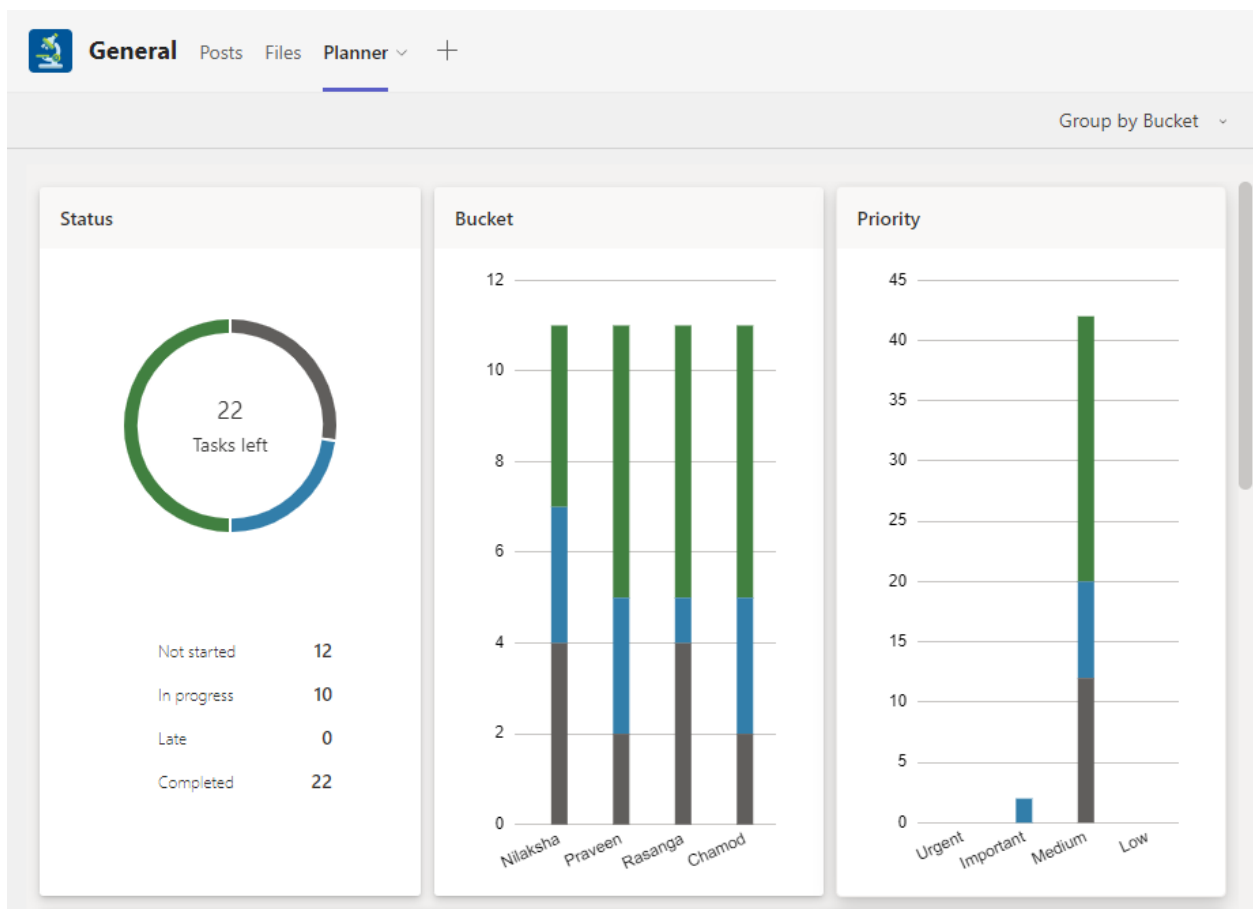 General Posts Files Planner
Group by Bucket
Status
22
Tasks left
Not started 12
In progress 10
Late 0
Completed 22
Bucket
12
10
8
6
4
2
0
Nilaksha Praveen Rasanga Chamod
Priority
45
40
35
30
25
20
15
10
5
0
Urgent Important Medium Low